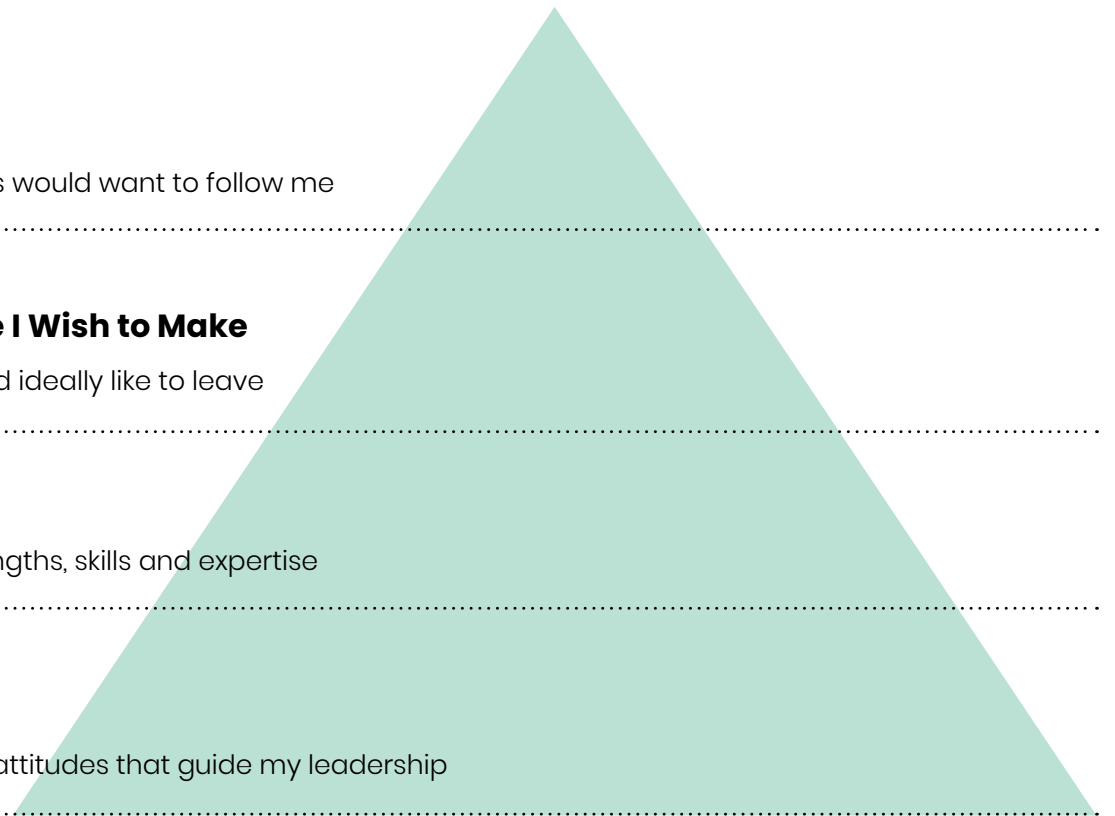 s would want to follow me
e I Wish to Make
d ideally like to leave
ngths, skills and expertise
attitudes that guide my leadership